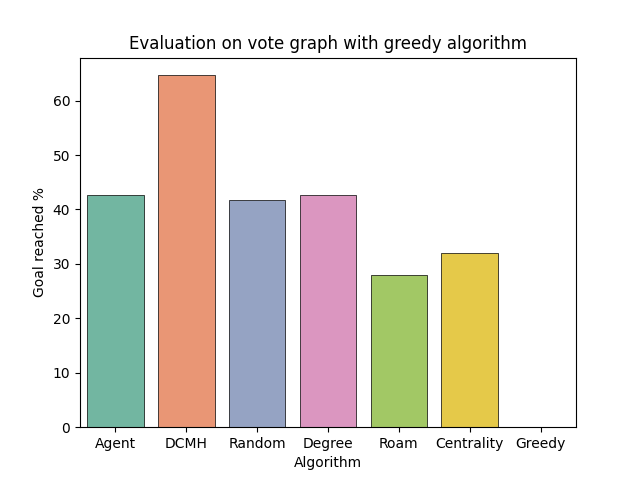 Evaluation on vote graph with greedy algorithm
Goal reached %
60
50
40
30
20
10
0
Agent DCMH Random Degree Roam Centrality Greedy
Algorithm